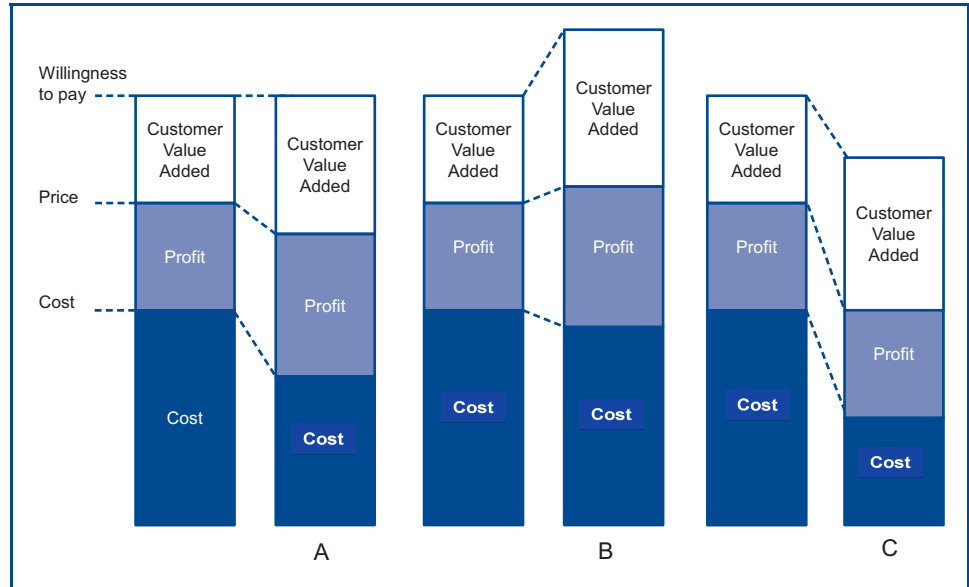 Willingness
to pay
Price
Cost
Customer
Value
Added
Profit
Cost
Customer
Value
Added
Profit
Cost
A
Customer
Value
Added
Profit
Cost
Customer
Value
Added
Profit
Cost
B
Customer
Value
Added
Profit
Cost
Customer
Value
Added
Profit
Cost
C